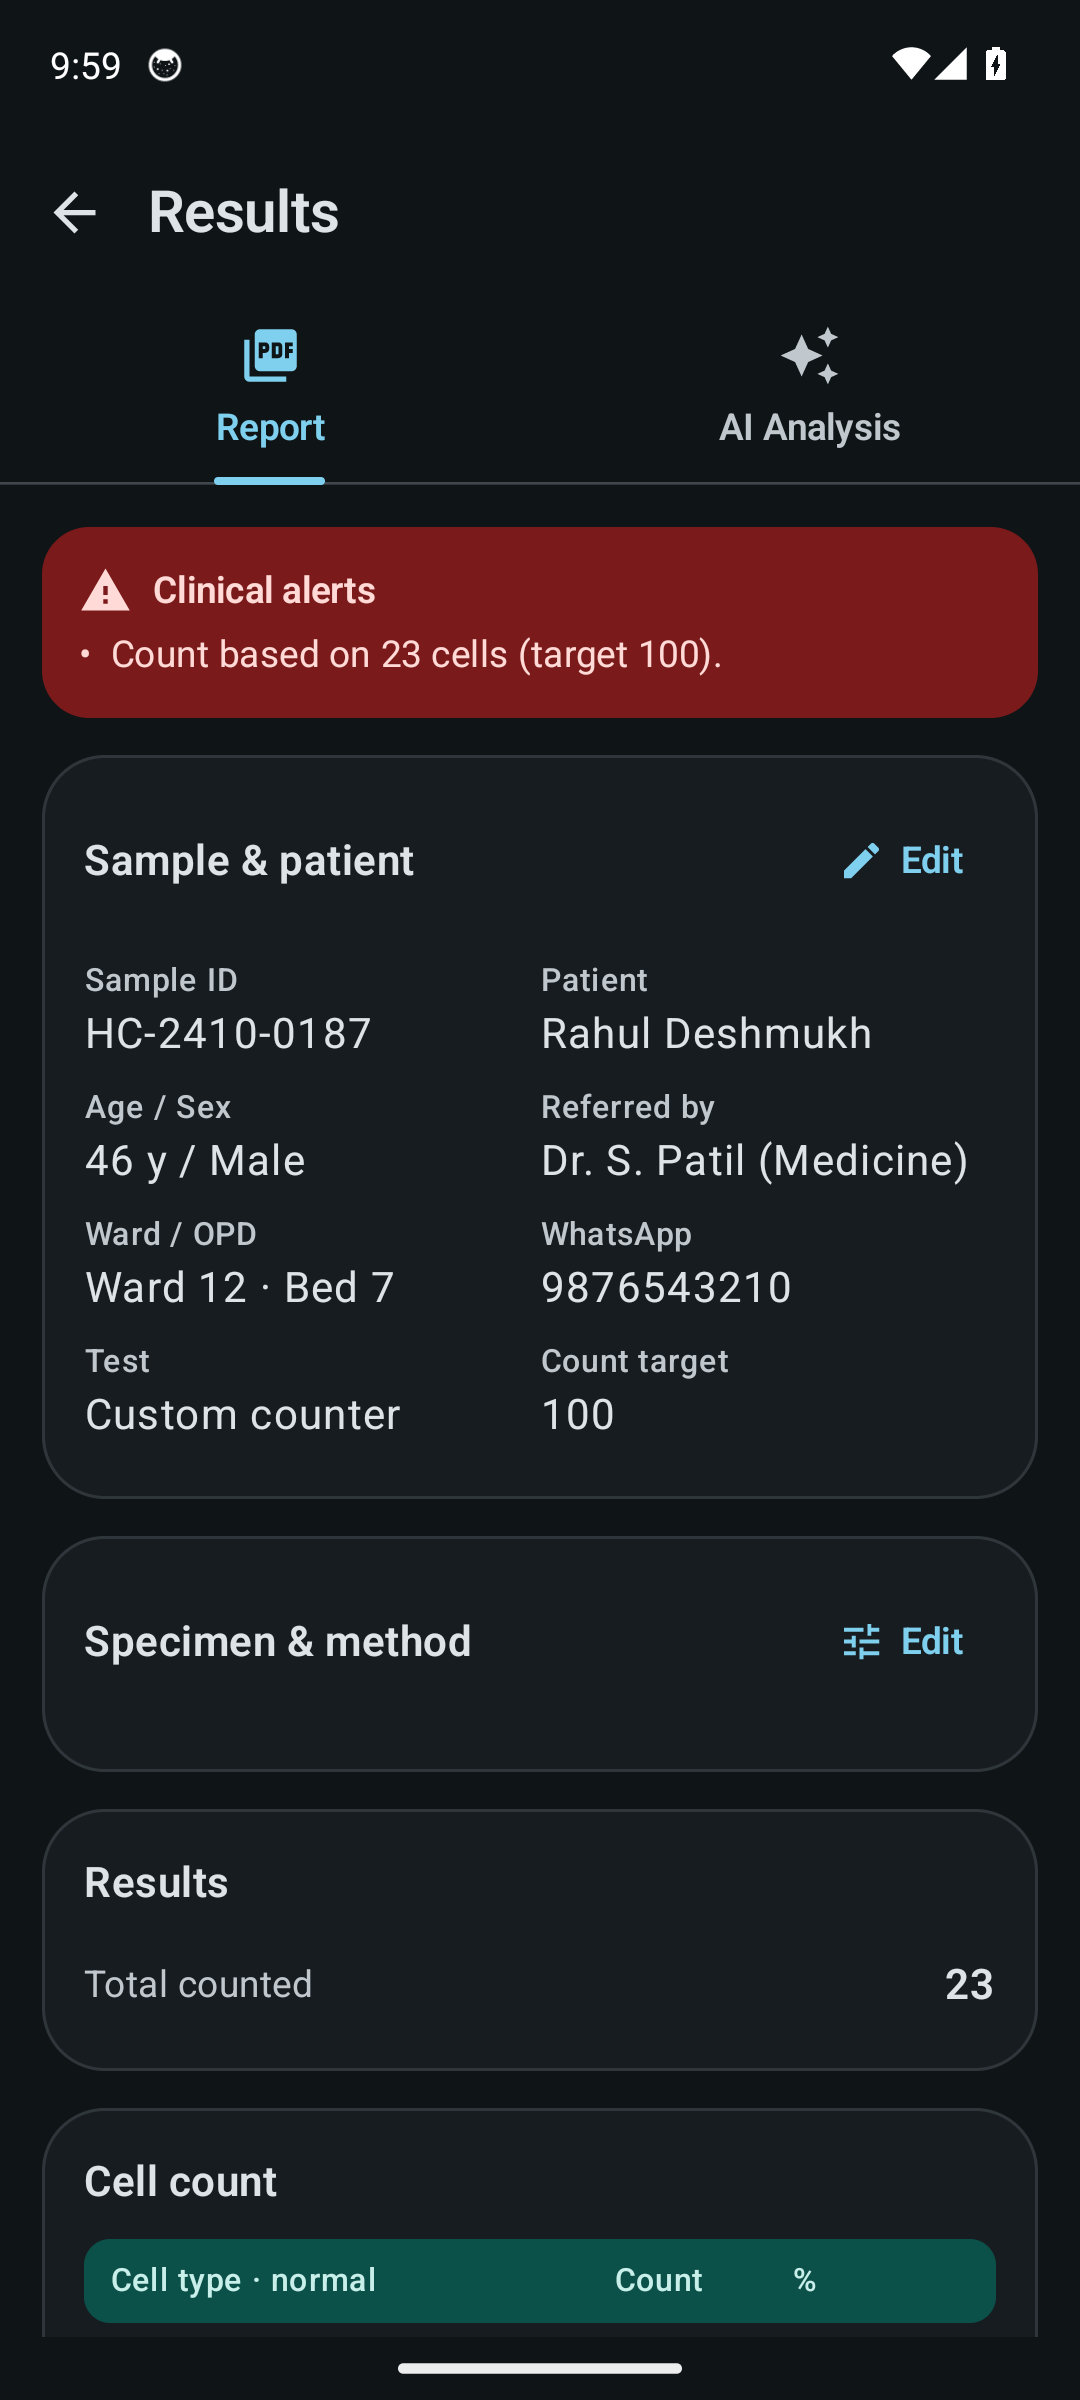 9:59
Results
PDF
Report
AI Analysis
Clinical alerts
• Count based on 23 cells (target 100).
Sample & patient
Edit
Sample ID
Patient
HC-2410-0187
Rahul Deshmukh
Age / Sex
Referred by
46 y / Male
Dr. S. Patil (Medicine)
Ward / OPD
WhatsApp
Ward 12 · Bed 7
9876543210
Test
Count target
Custom counter
100
Specimen & method
Edit
Results
Total counted
23
Cell count
Cell type · normal
Count
%